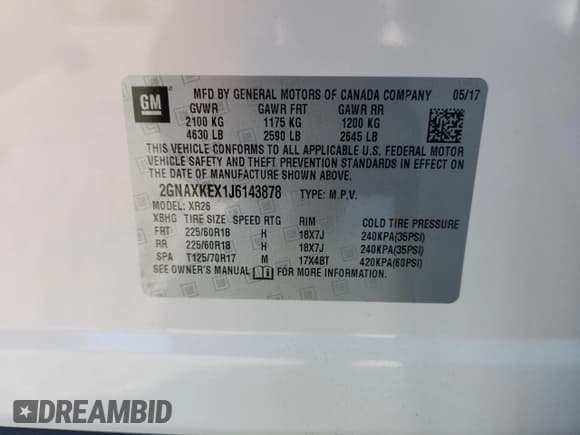 GM
MFD BY GENERAL MOTORS OF CANADA COMPANY 05/17
GVWR GAWR FRT GAWR RR
2100 KG 1175 KG 1200 KG
4630 LB 2590 LB 2645 LB
THIS VEHICLE CONFORMS TO ALL APPLICABLE U.S. FEDERAL MOTOR
VEHICLE SAFETY AND THEFT PREVENTION STANDARDS IN EFFECT ON
THE DATE OF MANUFACTURE SHOWN ABOVE.
2GNAXKEX1J6143878 TYPE: M.P.V.
MODEL: XR26
XBHG TIRE SIZE SPEED RTG RIM COLD TIRE PRESSURE
FRT 225/60R18 H 18X7J 240KPA(35PSI)
RR 225/60R18 H 18X7J 240KPA(35PSI)
SPA T125/70R17 M 17X4BT 420KPA(60PSI)
SEE OWNER'S MANUAL FOR MORE INFORMATION.
DREAMBID